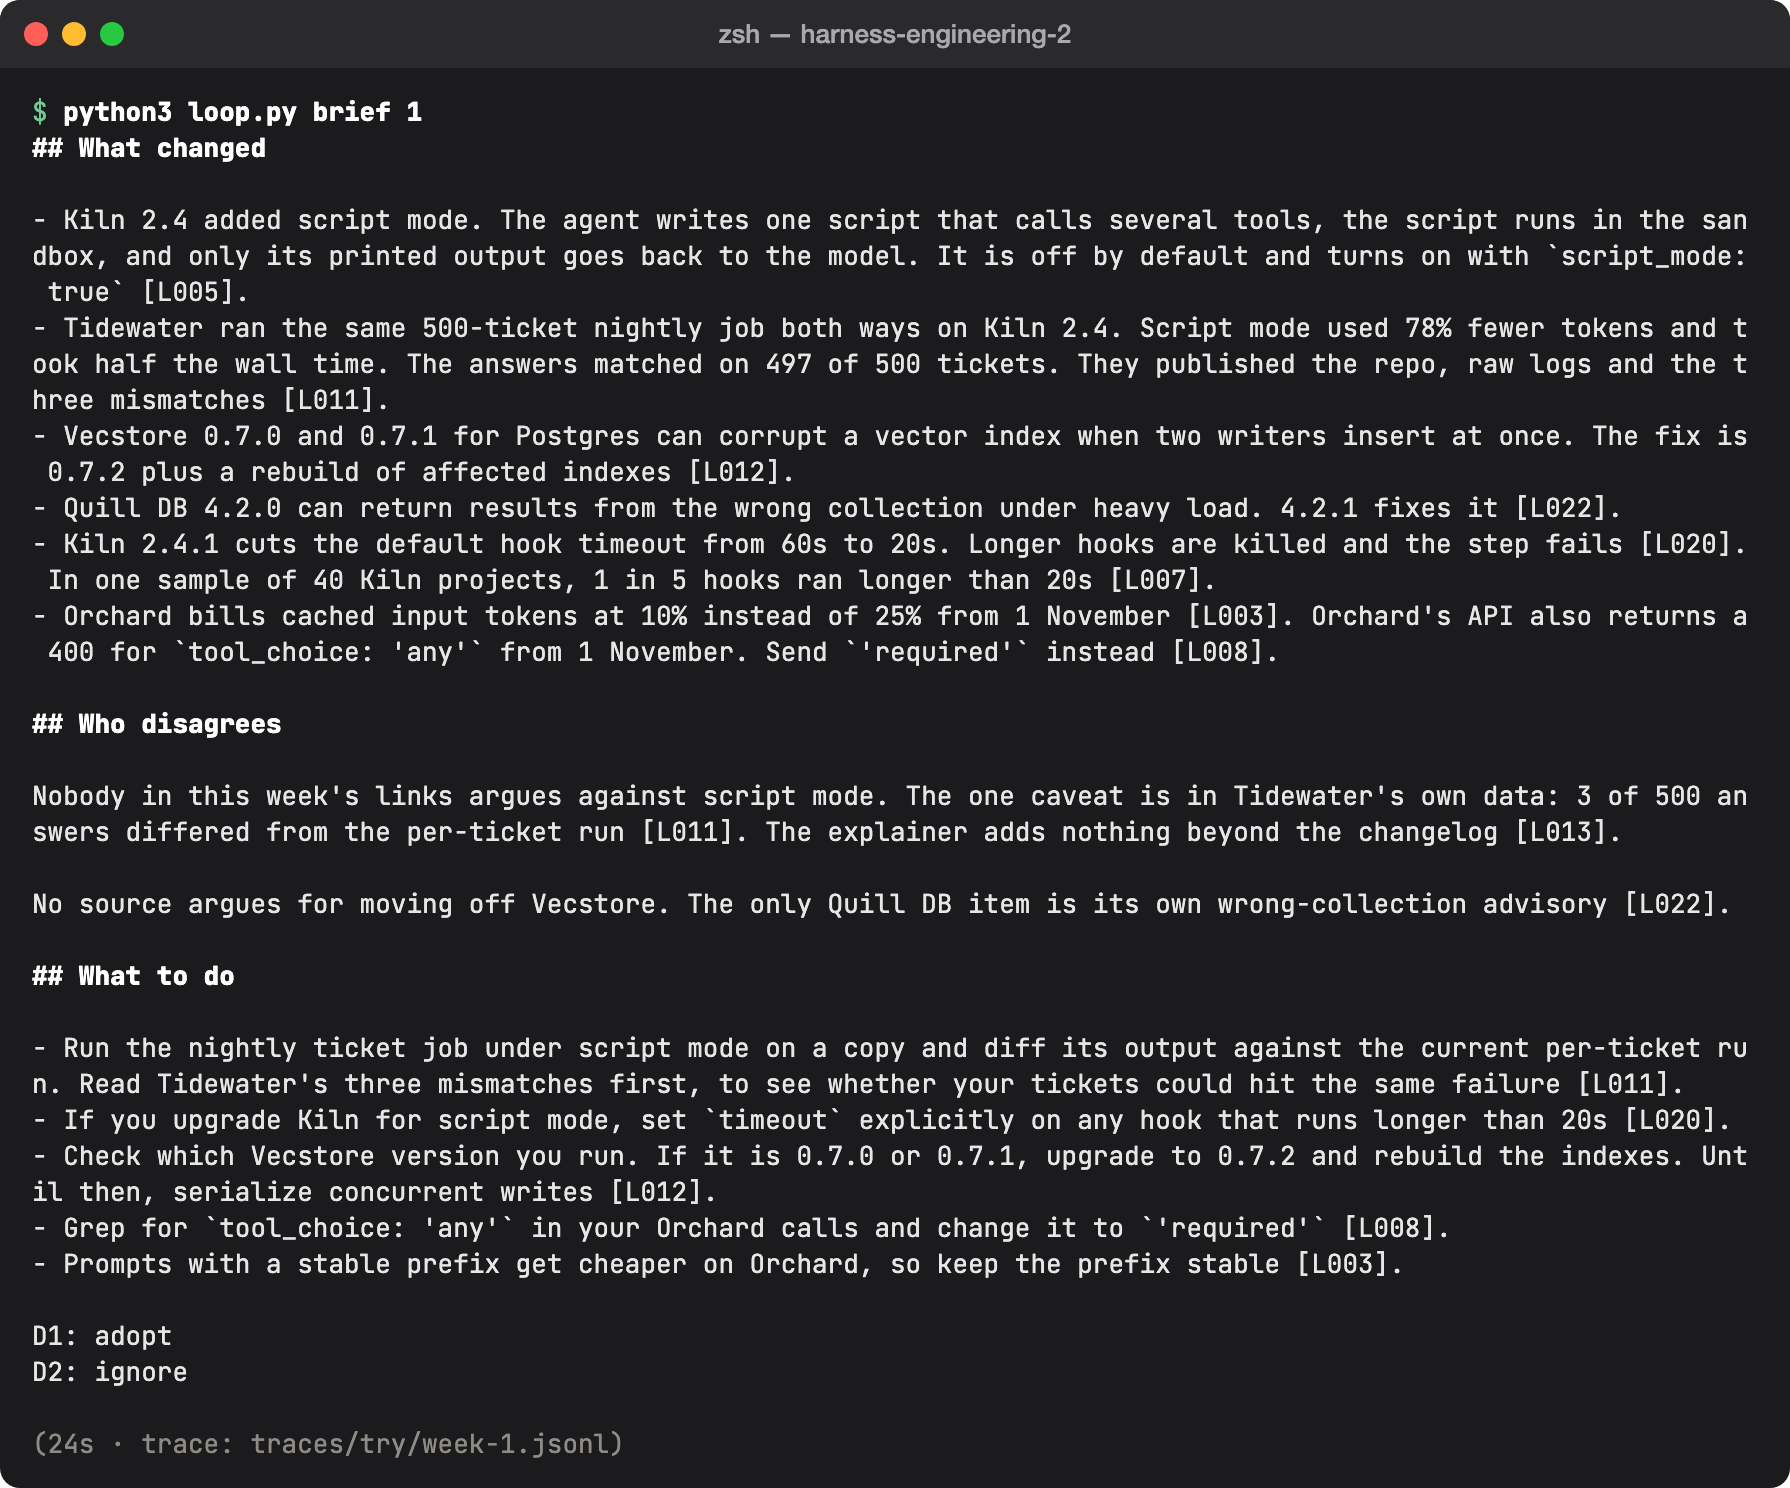 zsh — harness-engineering-2
$ python3 loop.py brief 1
## What changed
- Kiln 2.4 added script mode. The agent writes one script that calls several tools, the script runs in the san
dbox, and only its printed output goes back to the model. It is off by default and turns on with `script_mode:
 true` [L005].
- Tidewater ran the same 500-ticket nightly job both ways on Kiln 2.4. Script mode used 78% fewer tokens and t
ook half the wall time. The answers matched on 497 of 500 tickets. They published the repo, raw logs and the t
hree mismatches [L011].
- Vecstore 0.7.0 and 0.7.1 for Postgres can corrupt a vector index when two writers insert at once. The fix is
 0.7.2 plus a rebuild of affected indexes [L012].
- Quill DB 4.2.0 can return results from the wrong collection under heavy load. 4.2.1 fixes it [L022].
- Kiln 2.4.1 cuts the default hook timeout from 60s to 20s. Longer hooks are killed and the step fails [L020].
 In one sample of 40 Kiln projects, 1 in 5 hooks ran longer than 20s [L007].
- Orchard bills cached input tokens at 10% instead of 25% from 1 November [L003]. Orchard's API also returns a
 400 for `tool_choice: 'any'` from 1 November. Send `'required'` instead [L008].
## Who disagrees
Nobody in this week's links argues against script mode. The one caveat is in Tidewater's own data: 3 of 500 an
swers differed from the per-ticket run [L011]. The explainer adds nothing beyond the changelog [L013].
No source argues for moving off Vecstore. The only Quill DB item is its own wrong-collection advisory [L022].
## What to do
- Run the nightly ticket job under script mode on a copy and diff its output against the current per-ticket ru
n. Read Tidewater's three mismatches first, to see whether your tickets could hit the same failure [L011].
- If you upgrade Kiln for script mode, set `timeout` explicitly on any hook that runs longer than 20s [L020].
- Check which Vecstore version you run. If it is 0.7.0 or 0.7.1, upgrade to 0.7.2 and rebuild the indexes. Unt
il then, serialize concurrent writes [L012].
- Grep for `tool_choice: 'any'` in your Orchard calls and change it to `'required'` [L008].
- Prompts with a stable prefix get cheaper on Orchard, so keep the prefix stable [L003].
D1: adopt
D2: ignore
(24s · trace: traces/try/week-1.jsonl)